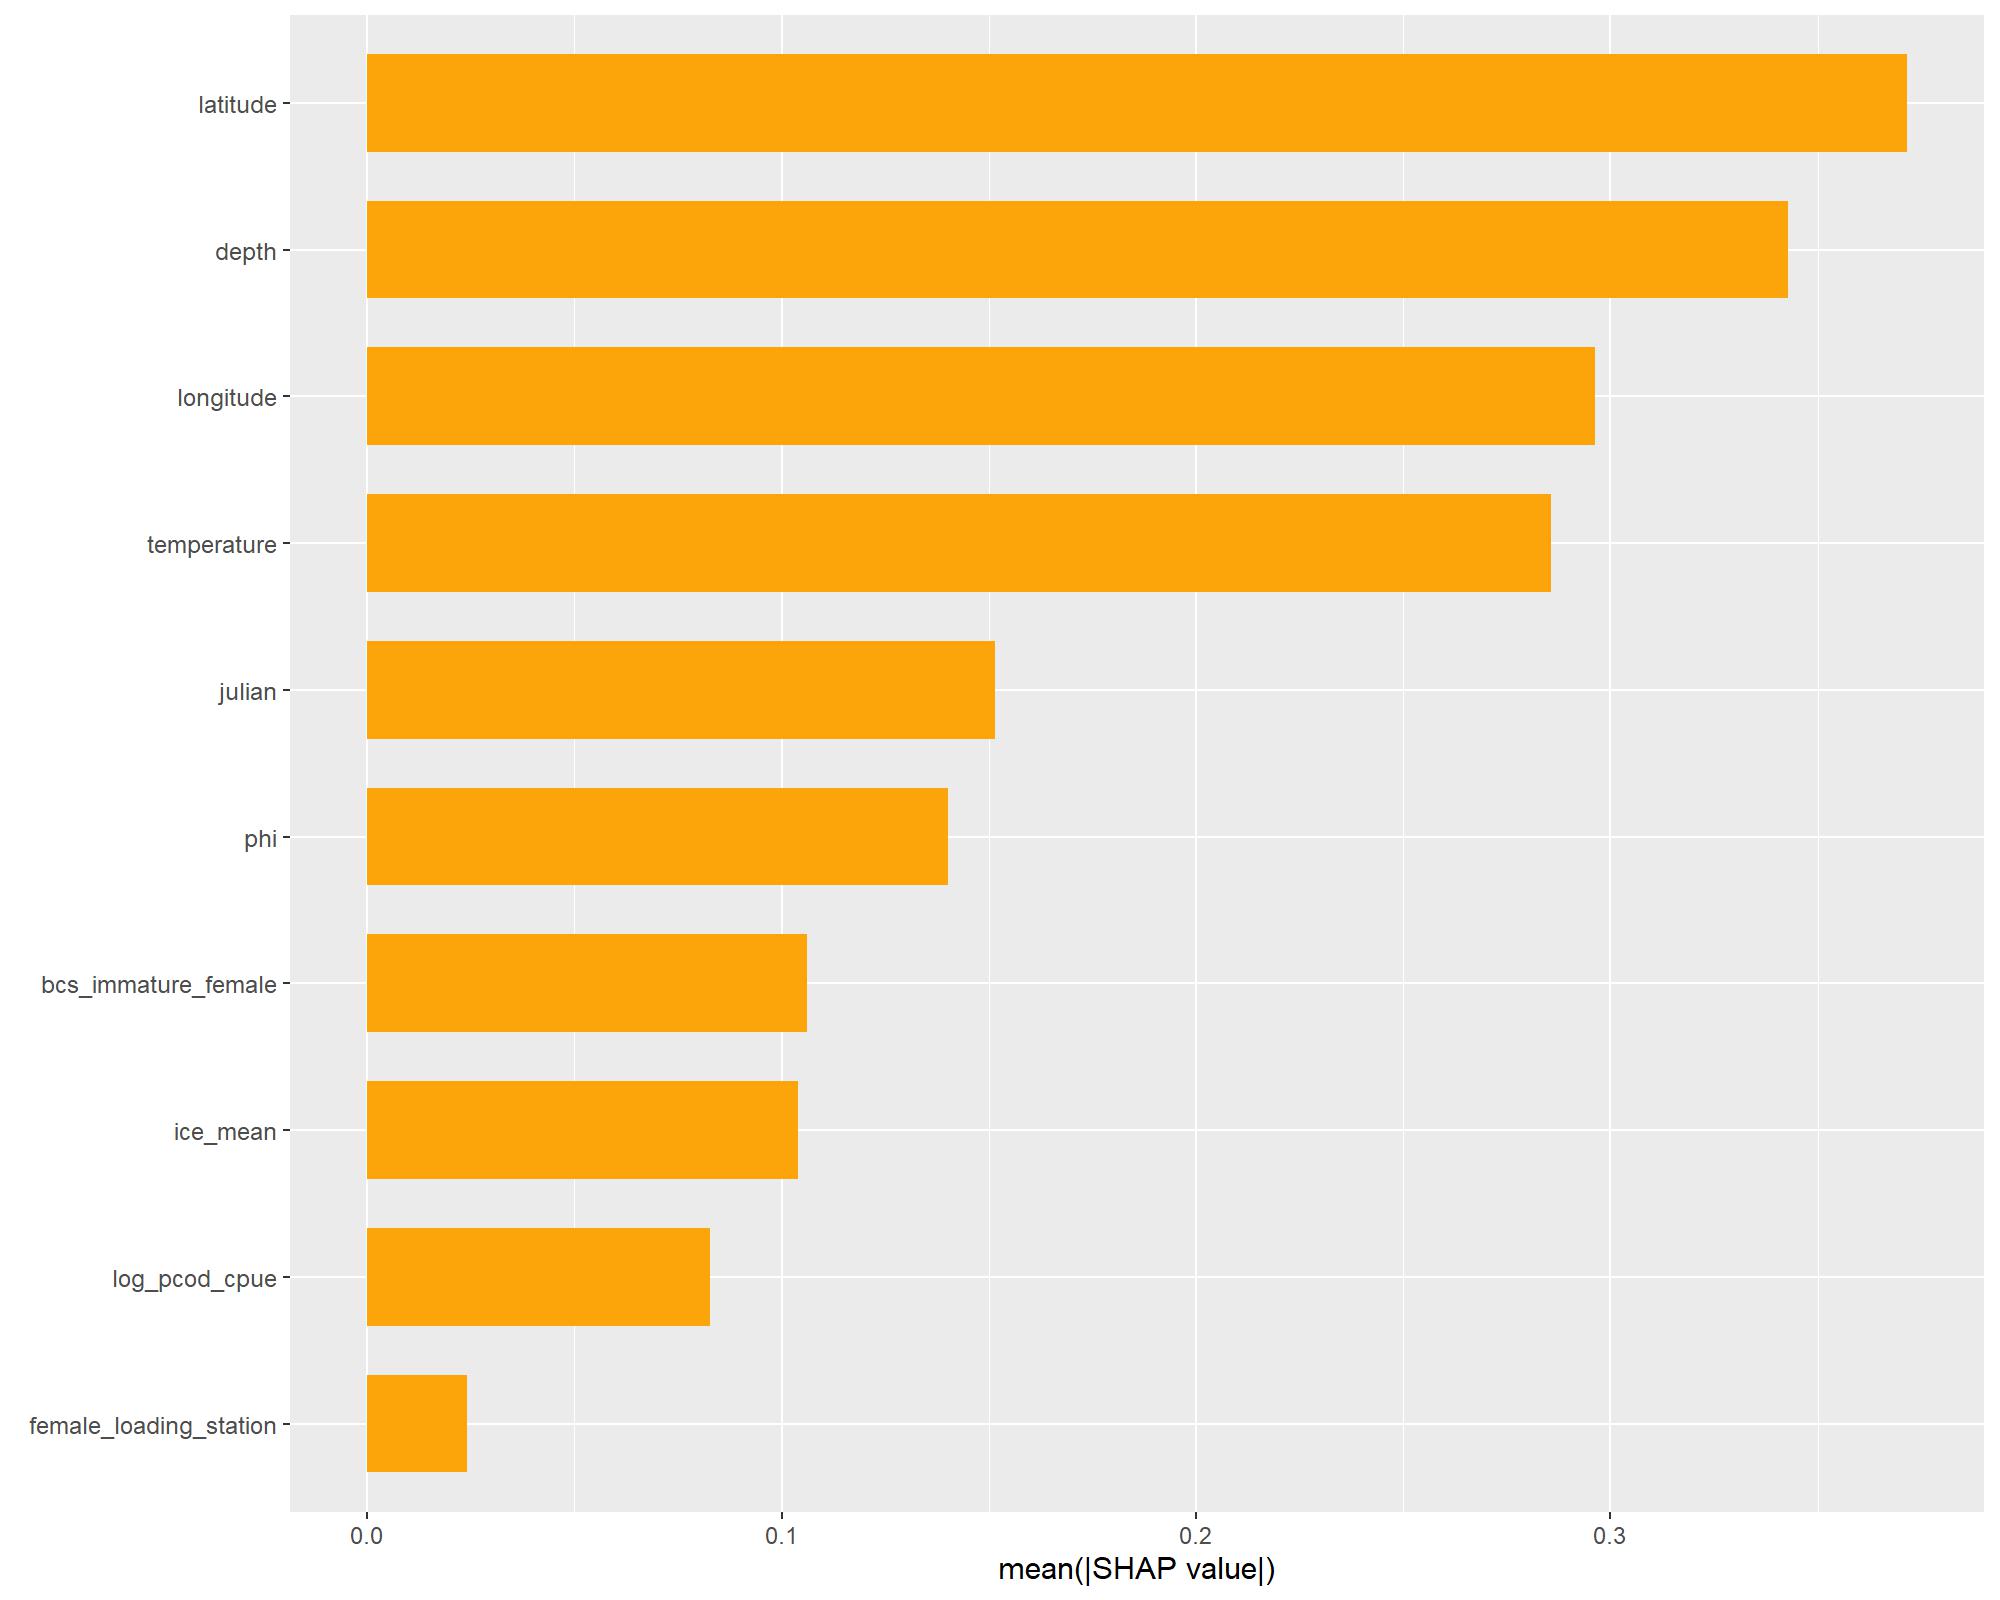 latitude
depth
longitude
temperature
julian
phi
bcs_immature_female
ice_mean
log_pcod_cpue
female_loading_station
0.0 0.1 0.2 0.3
mean(|SHAP value|)